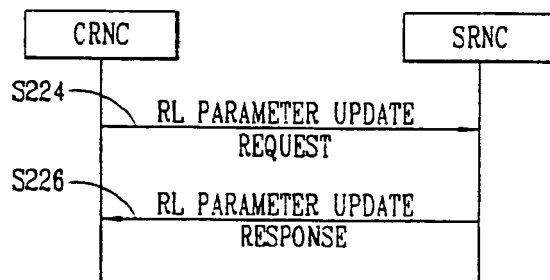 CRNC
SRNC
S224
RL PARAMETER UPDATE
REQUEST
S226
RL PARAMETER UPDATE
RESPONSE